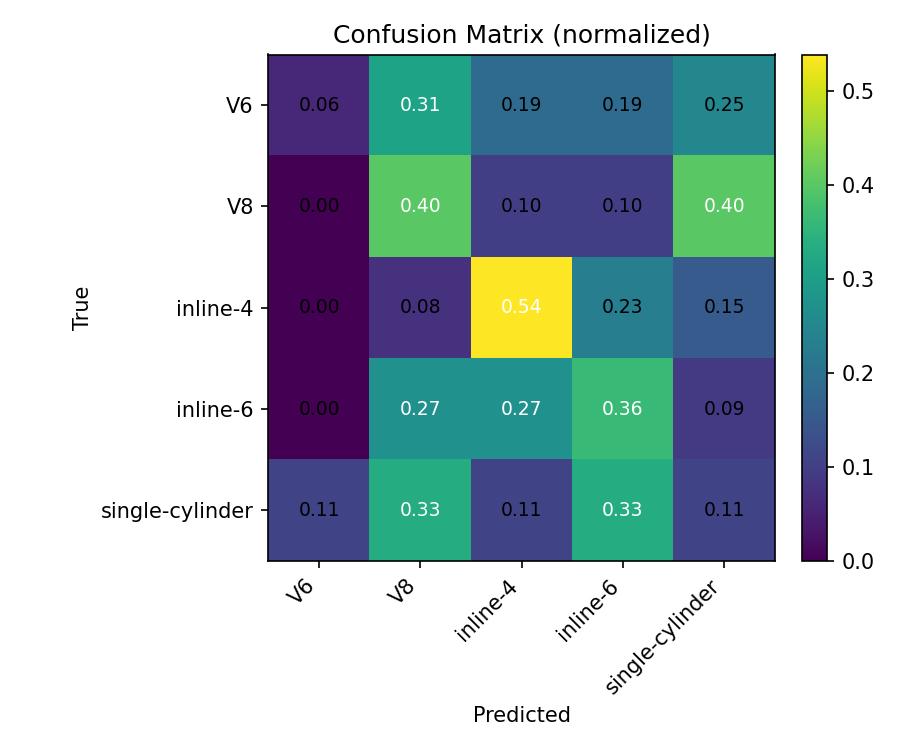 Confusion Matrix (normalized)
V6 0.06 0.31 0.19 0.19 0.25
V8 0.00 0.40 0.10 0.10 0.40
inline-4 0.00 0.08 0.54 0.23 0.15
inline-6 0.00 0.27 0.27 0.36 0.09
single-cylinder 0.11 0.33 0.11 0.33 0.11
True
V6 V8 inline-4 inline-6 single-cylinder
Predicted
0.5
0.4
0.3
0.2
0.1
0.0